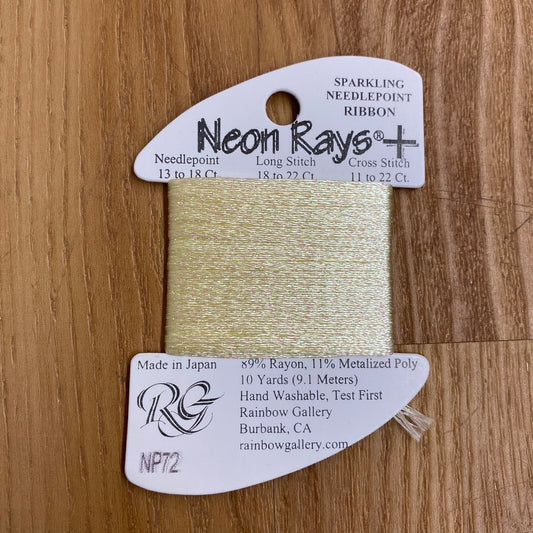 SPARKLING
NEEDLEPOINT
RIBBON
Neon Rays®+
Needlepoint
13 to 18 Ct.
Long Stitch
18 to 22 Ct.
Cross Stitch
11 to 22 Ct.
Made in Japan
RG
NP72
89% Rayon, 11% Metalized Poly
10 Yards (9.1 Meters)
Hand Washable, Test First
Rainbow Gallery
Burbank, CA
rainbowgallery.com